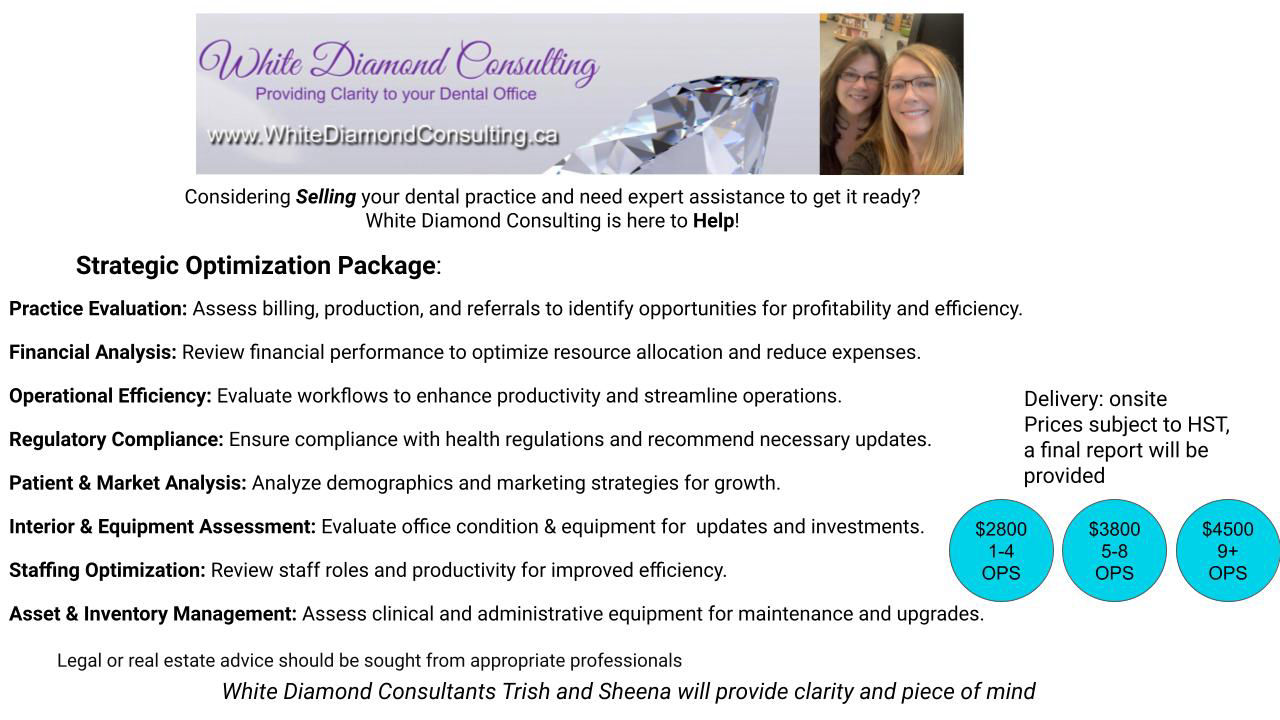 White Diamond Consulting
Providing Clarity to your Dental Office
www.WhiteDiamondConsulting.ca
Considering Selling your dental practice and need expert assistance to get it ready?
White Diamond Consulting is here to Help!
Strategic Optimization Package:
Practice Evaluation: Assess billing, production, and referrals to identify opportunities for profitability and efficiency.
Financial Analysis: Review financial performance to optimize resource allocation and reduce expenses.
Operational Efficiency: Evaluate workflows to enhance productivity and streamline operations.
Regulatory Compliance: Ensure compliance with health regulations and recommend necessary updates.
Patient & Market Analysis: Analyze demographics and marketing strategies for growth.
Interior & Equipment Assessment: Evaluate office condition & equipment for  updates and investments.
Staffing Optimization: Review staff roles and productivity for improved efficiency.
Asset & Inventory Management: Assess clinical and administrative equipment for maintenance and upgrades.
Delivery: onsite
Prices subject to HST,
a final report will be
provided
$2800
1-4
OPS
$3800
5-8
OPS
$4500
9+
OPS
Legal or real estate advice should be sought from appropriate professionals
White Diamond Consultants Trish and Sheena will provide clarity and piece of mind